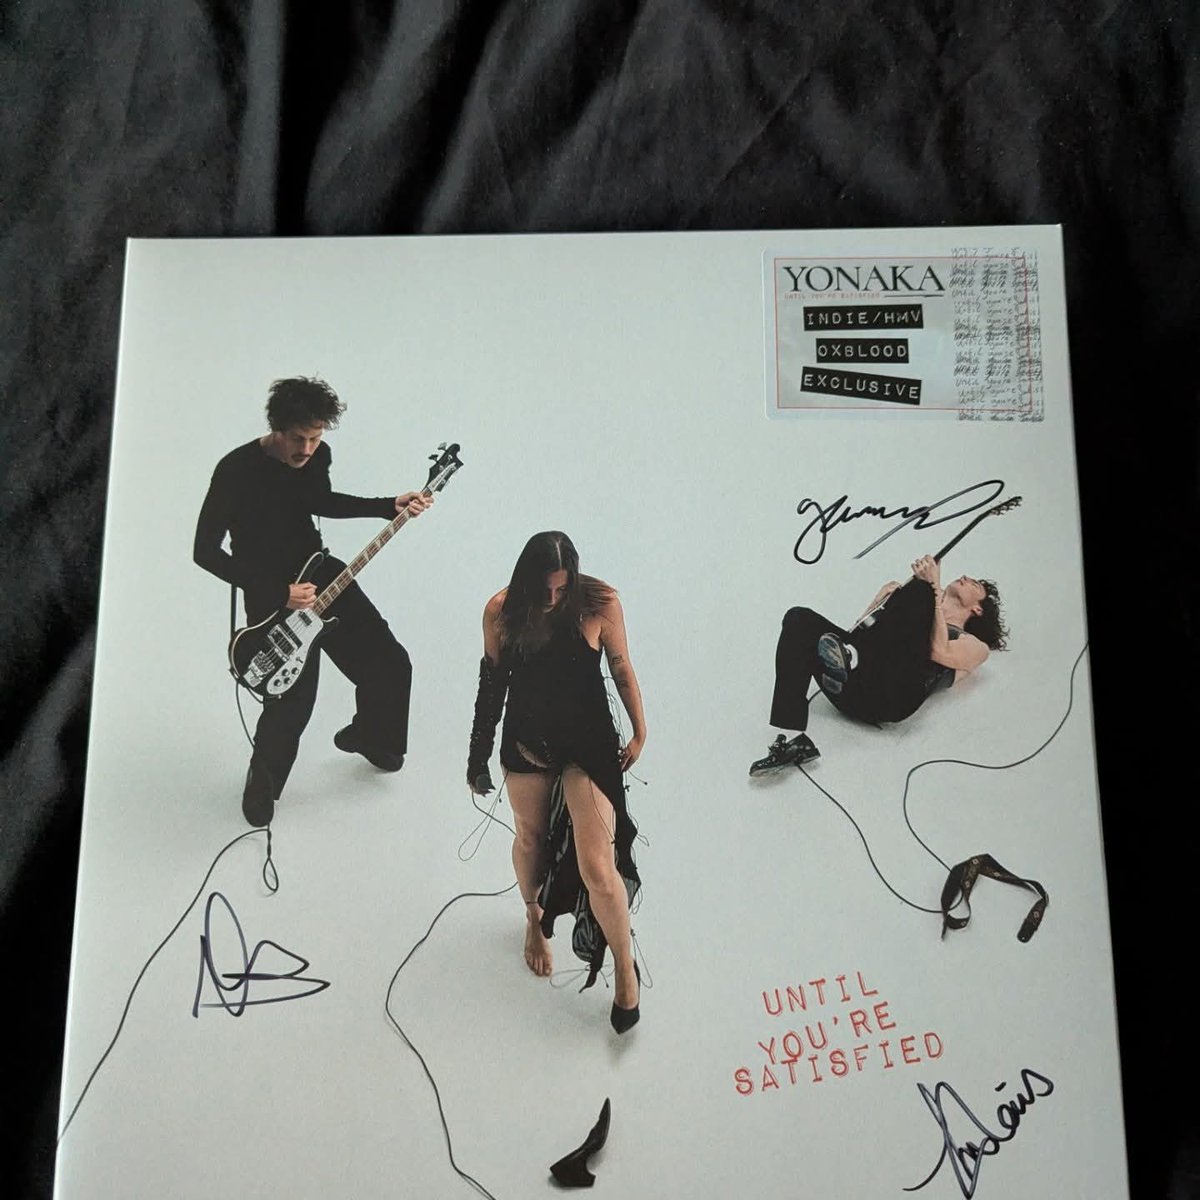 YONAKA
UNTIL YOU'RE SATISFIED
INDIE/HMV
OXBLOOD
EXCLUSIVE
UNTIL
YOU'RE
SATISFIED